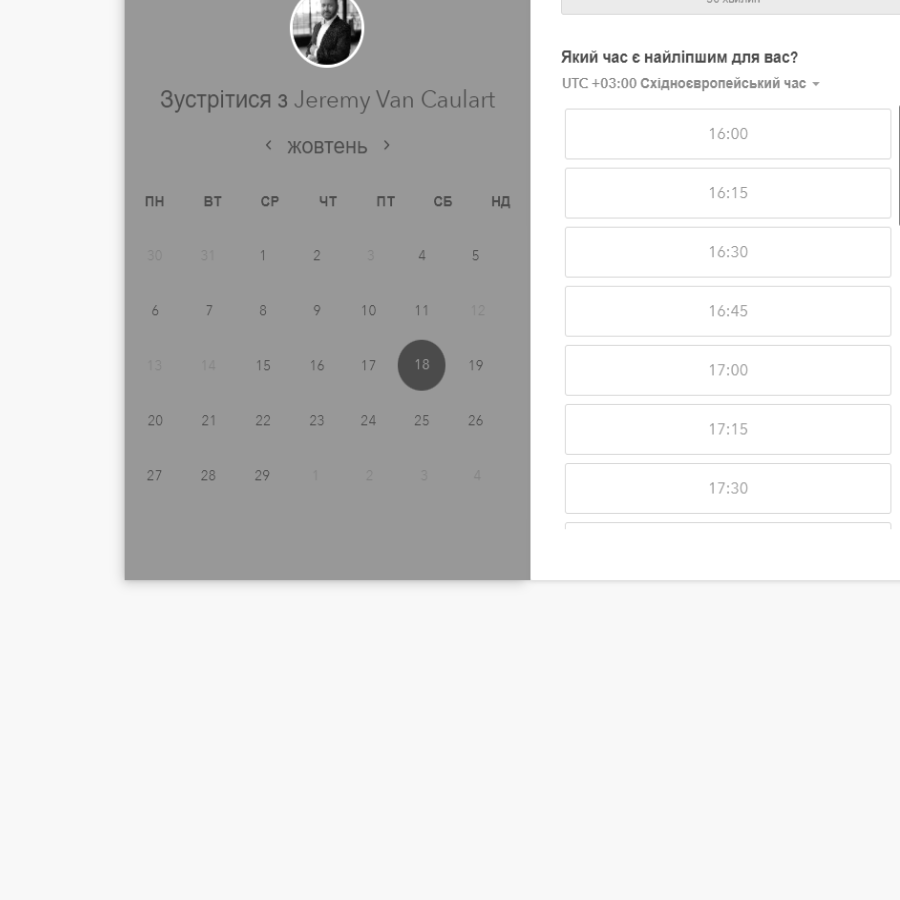 Зустрітися з Jeremy Van Caulart
жовтень
ПН ВТ СР ЧТ ПТ СБ НД
30 31 1 2 3 4 5
6 7 8 9 10 11 12
13 14 15 16 17 18 19
20 21 22 23 24 25 26
27 28 29 1 2 3 4
30 хвилин
Який час є найліпшим для вас?
UTC +03:00 Східноєвропейський час
16:00
16:15
16:30
16:45
17:00
17:15
17:30